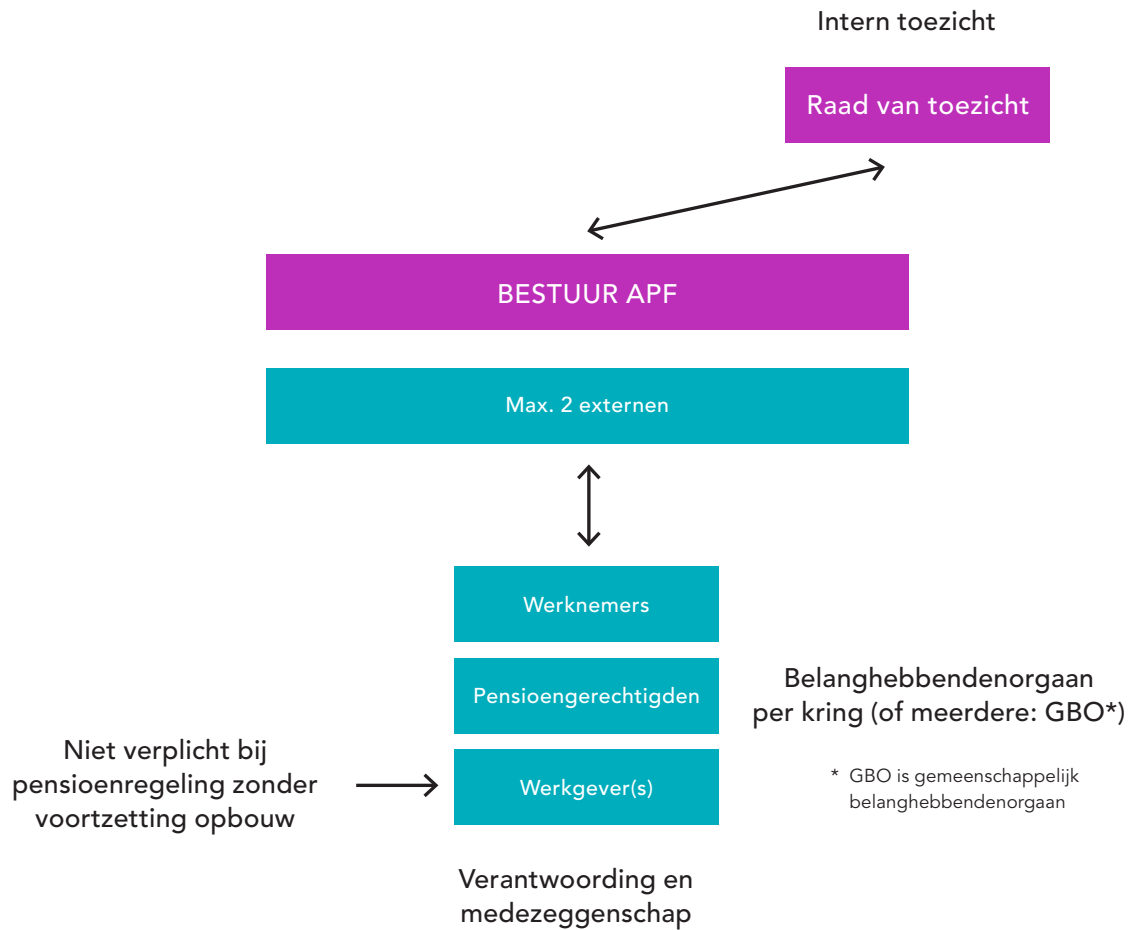 Intern toezicht
Raad van toezicht
BESTUUR APF
Max. 2 externen
Werknemers
Pensioengerechtigden
Werkgever(s)
Belanghebbendenorgaan
per kring (of meerdere: GBO*)
* GBO is gemeenschappelijk
belanghebbendenorgaan
Niet verplicht bij
pensioenregeling zonder
voortzetting opbouw
Verantwoording en
medezeggenschap